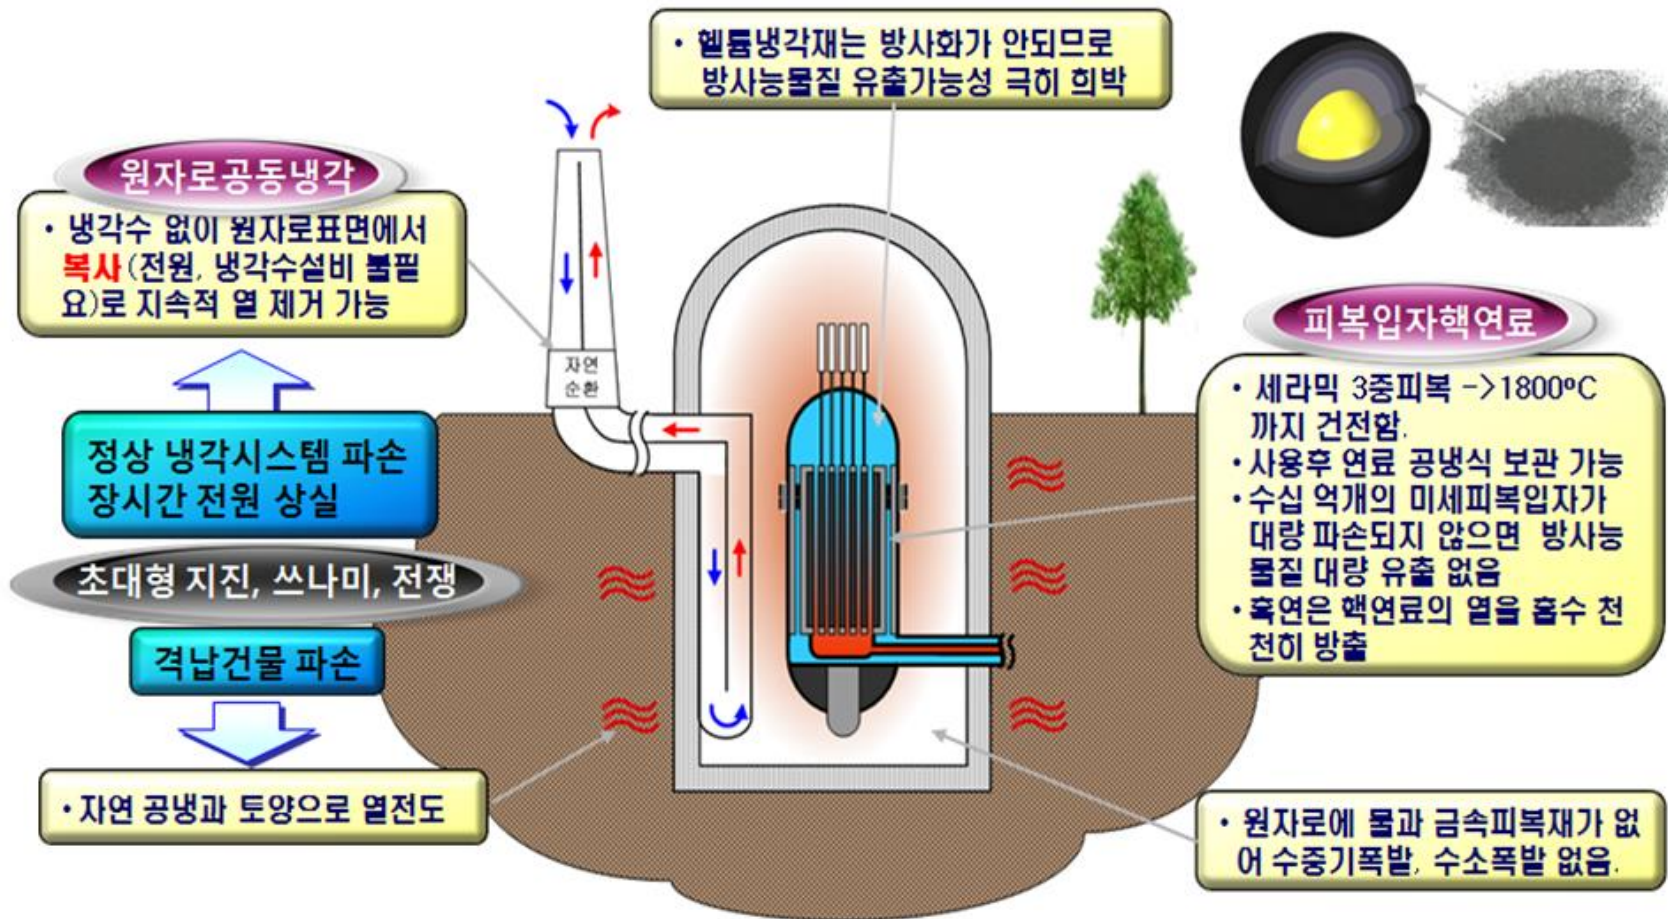 • 헬륨냉각재는 방사화가 안되므로
방사능물질 유출가능성 극히 희박
원자로공동냉각
• 냉각수 없이 원자로표면에서
복사(전원, 냉각수설비 불필
요)로 지속적 열 제거 가능
자연
순환
정상 냉각시스템 파손
장시간 전원 상실
초대형 지진, 쓰나미, 전쟁
격납건물 파손
• 자연 공냉과 토양으로 열전도
피복입자핵연료
• 세라믹 3중피복 ->1800ºC
까지 건전함.
• 사용후 연료 공냉식 보관 가능
• 수십 억개의 미세피복입자가
대량 파손되지 않으면 방사능
물질 대량 유출 없음
• 흑연은 핵연료의 열을 흡수 천
천히 방출
• 원자로에 물과 금속피복재가 없
어 수증기폭발, 수소폭발 없음.